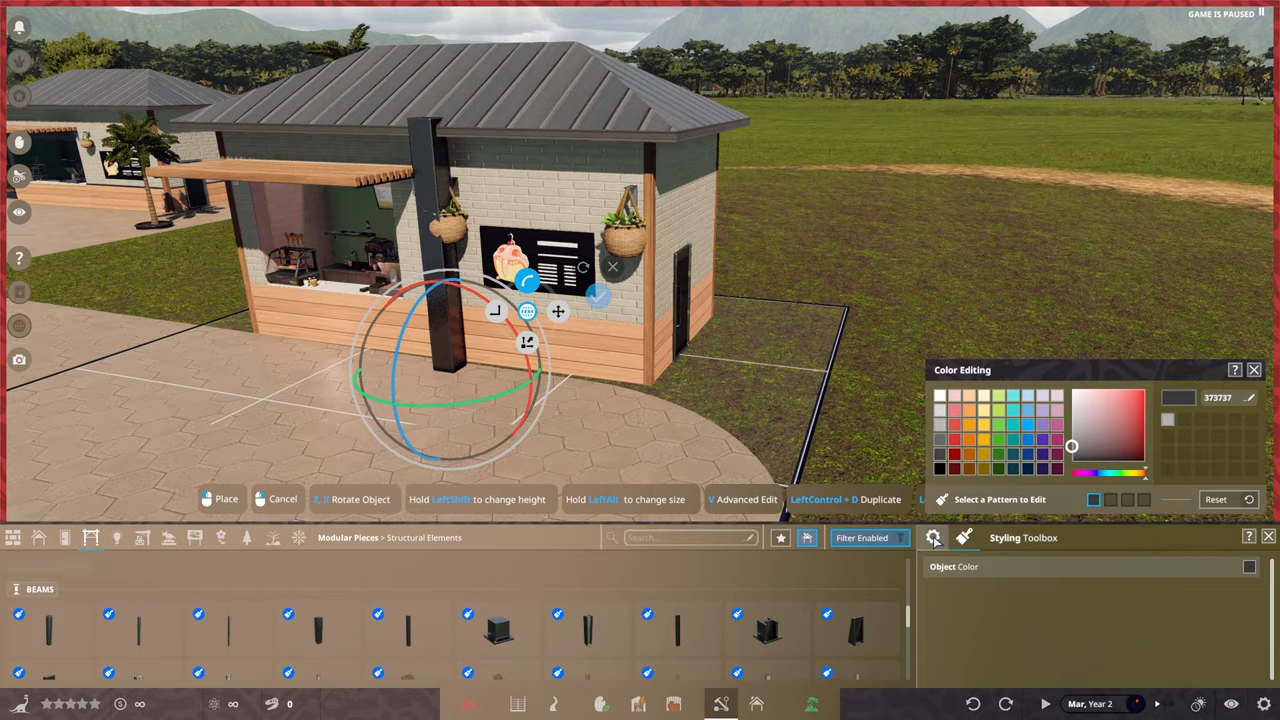 GAME IS PAUSED
Color Editing
?
373737
Place
Cancel
Z, X Rotate Object
Hold LeftShift to change height
Hold LeftAlt to change size
V Advanced Edit
LeftControl + D Duplicate
L
Select a Pattern to Edit
Reset
Modular Pieces > Structural Elements
Search...
Filter Enabled
Styling Toolbox
?
Object Color
BEAMS
?
∞
∞
0
Mar, Year 2